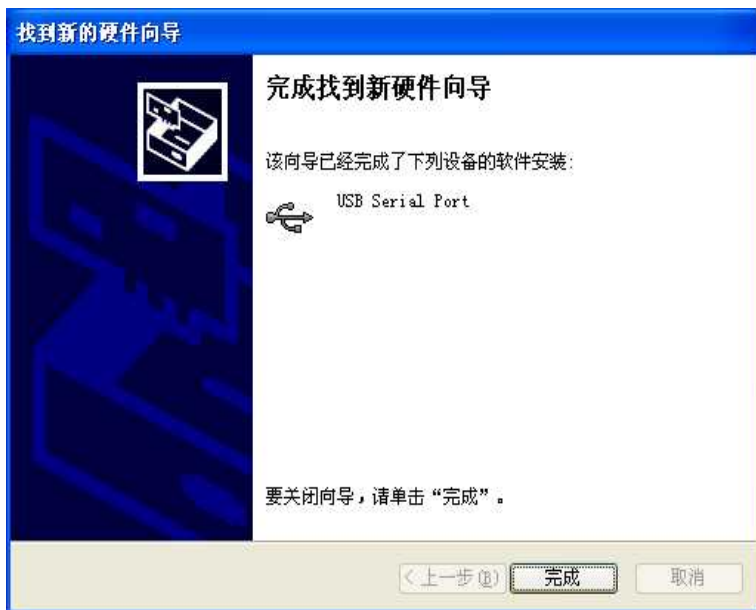 找到新的硬件向导
完成找到新硬件向导
该向导已经完成了下列设备的软件安装:
USB Serial Port
要关闭向导,请单击“完成”。
<上一步(B)
完成
取消